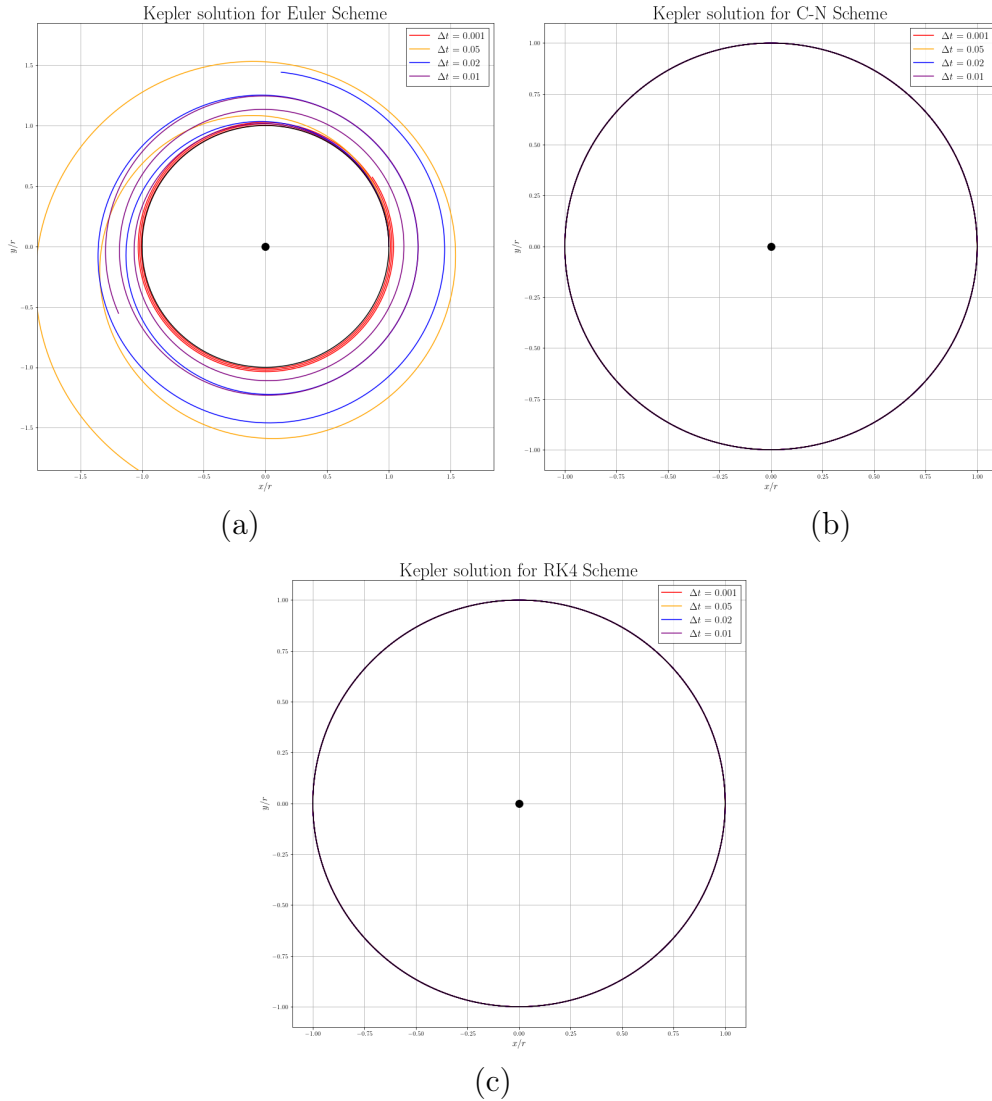 Kepler solution for Euler Scheme
Δt = 0.001
Δt = 0.05
Δt = 0.02
Δt = 0.01
1.5
1.0
0.5
0.0
−0.5
−1.0
−1.5
y/r
−1.5 −1.0 −0.5 0.0 0.5 1.0 1.5
x/r
(a)
Kepler solution for C-N Scheme
Δt = 0.001
Δt = 0.05
Δt = 0.02
Δt = 0.01
1.00
0.75
0.50
0.25
0.00
−0.25
−0.50
−0.75
−1.00
y/r
−1.00 −0.75 −0.50 −0.25 0.00 0.25 0.50 0.75 1.00
x/r
(b)
Kepler solution for RK4 Scheme
Δt = 0.001
Δt = 0.05
Δt = 0.02
Δt = 0.01
1.00
0.75
0.50
0.25
0.00
−0.25
−0.50
−0.75
−1.00
y/r
−1.00 −0.75 −0.50 −0.25 0.00 0.25 0.50 0.75 1.00
x/r
(c)